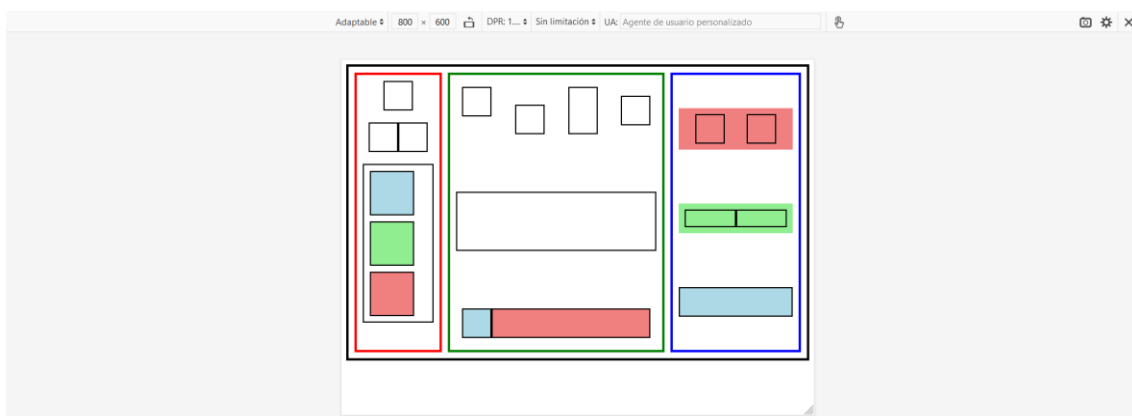 Adaptable 800 × 600 DPR: 1.... Sin limitación UA: Agente de usuario personalizado